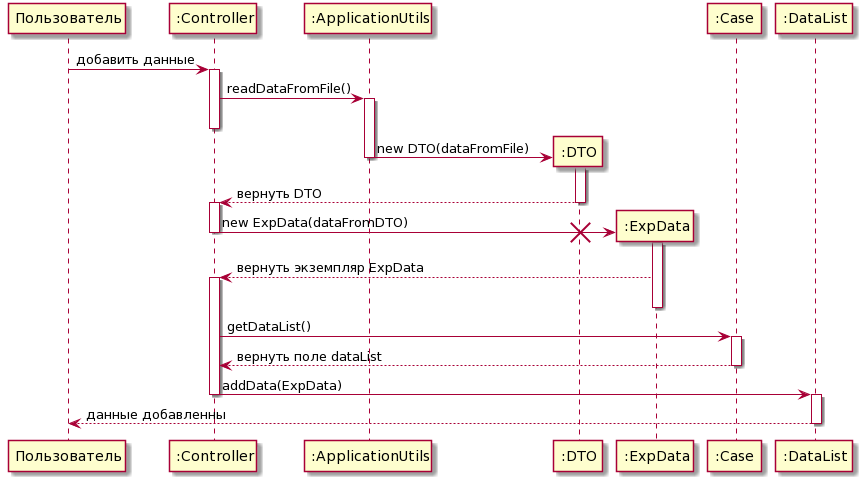 Пользователь :Controller :ApplicationUtils :Case :DataList
добавить данные
readDataFromFile()
new DTO(dataFromFile) :DTO
вернуть DTO
new ExpData(dataFromDTO) :ExpData
вернуть экземпляр ExpData
getDataList()
вернуть поле dataList
addData(ExpData)
данные добавленны
Пользователь :Controller :ApplicationUtils :DTO :ExpData :Case :DataList